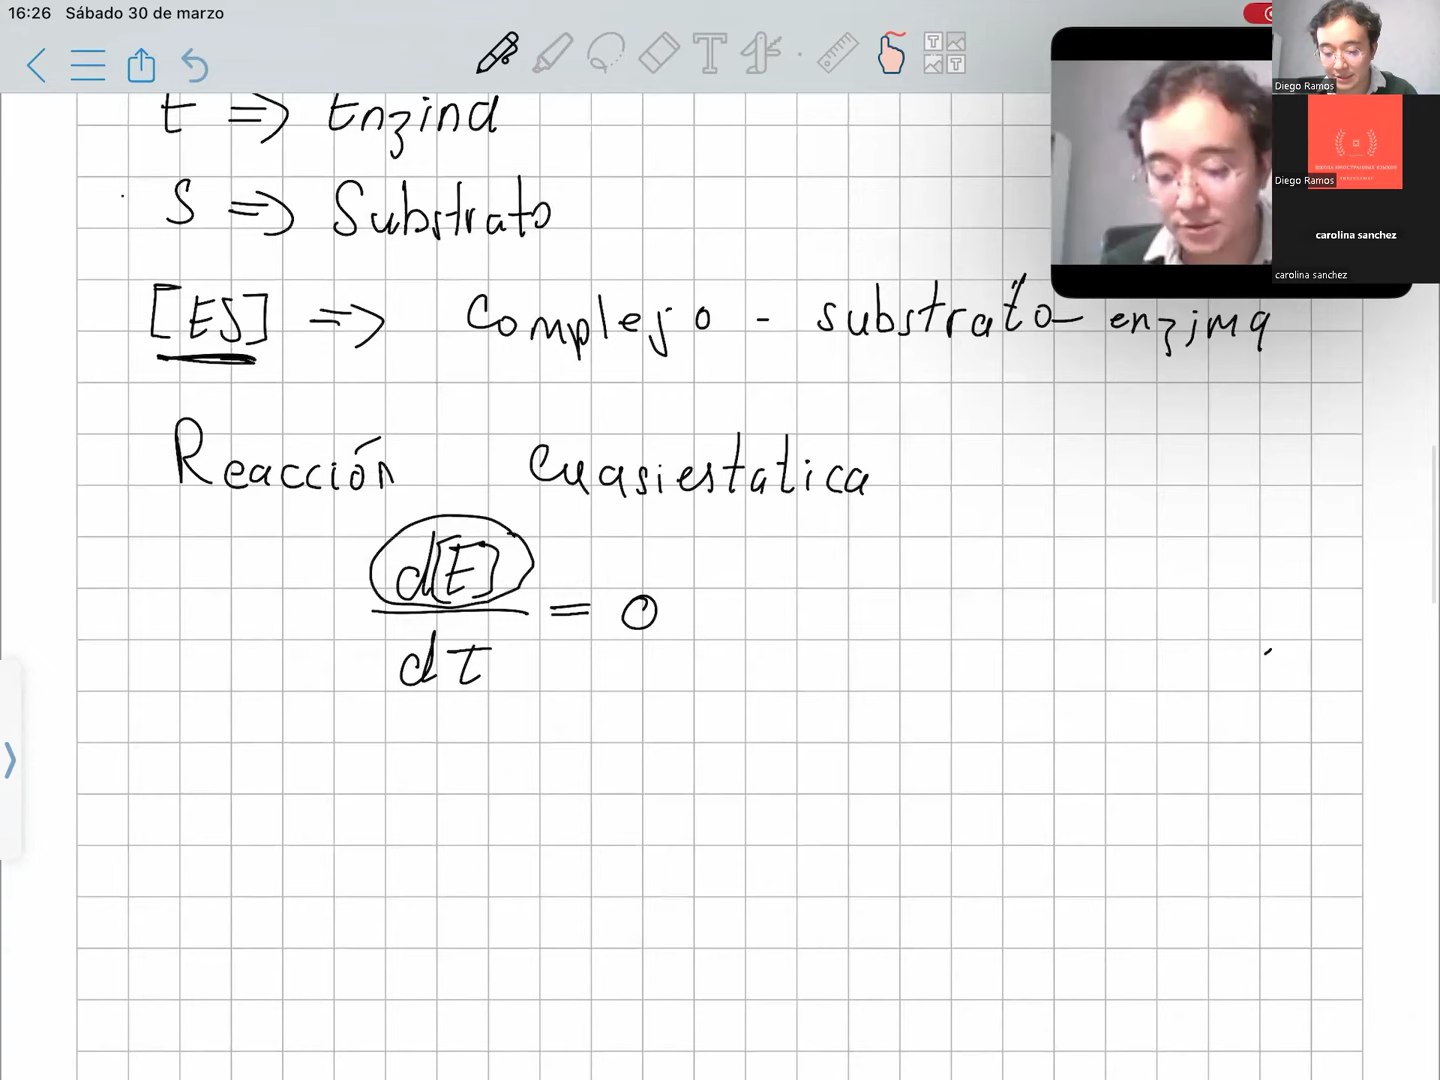 16:26 Sábado 30 de marzo
E => Enzima
S => Substrato
[ES] => Complejo - substrato - enzima
Reacción cuasiestatica
d[E]
= 0
dt
Diego Ramos
Diego Ramos
carolina sanchez
carolina sanchez